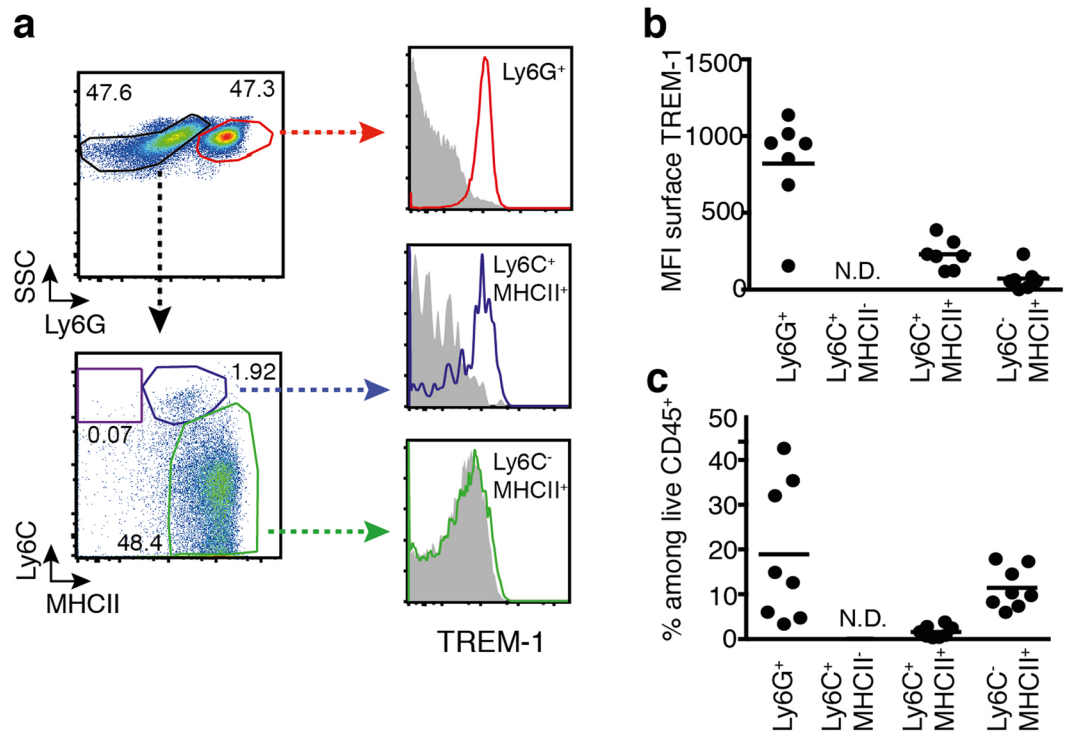 a
47.6
47.3
SSC
Ly6G
Ly6G⁺
Ly6C⁺
MHCII⁺
1.92
0.07
48.4
Ly6C
MHCII
Ly6C⁻
MHCII⁺
TREM-1
b
MFI surface TREM-1
1500
1000
500
0
N.D.
Ly6G⁺
Ly6C⁺
MHCII⁻
Ly6C⁺
MHCII⁺
Ly6C⁻
MHCII⁺
c
% among live CD45⁺
50
40
30
20
10
0
N.D.
Ly6G⁺
Ly6C⁺
MHCII⁻
Ly6C⁺
MHCII⁺
Ly6C⁻
MHCII⁺